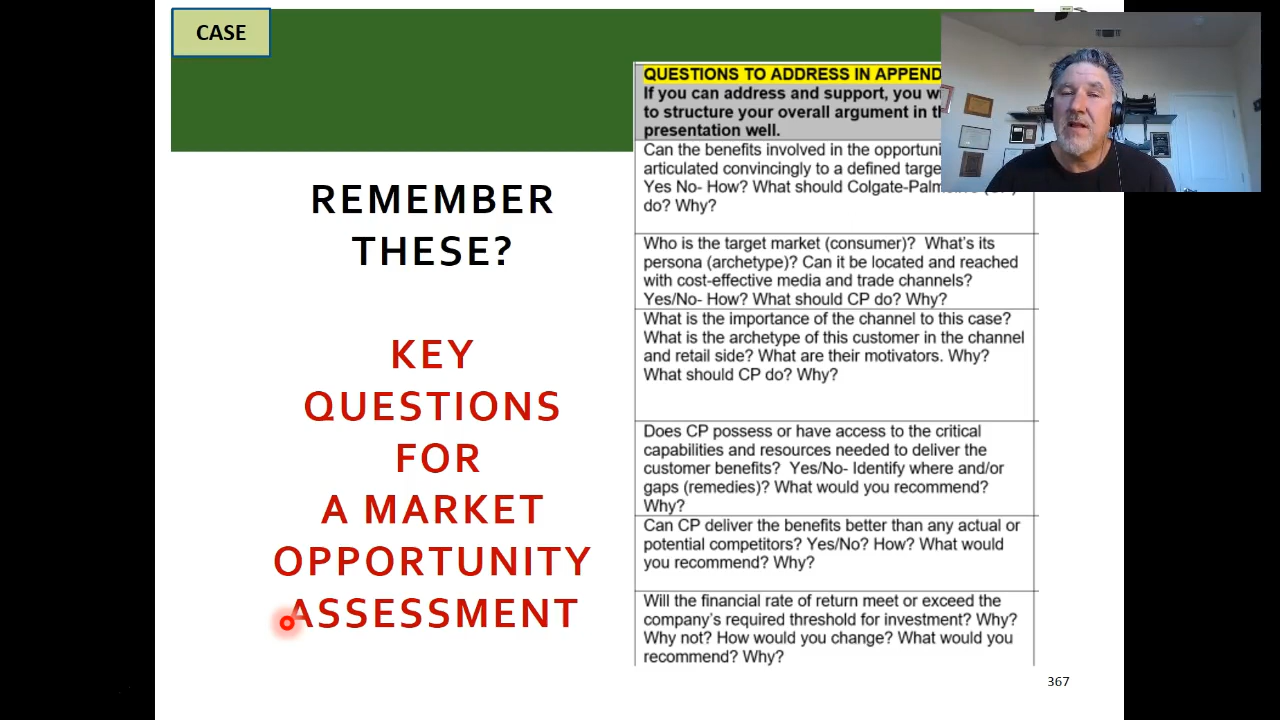 CASE
REMEMBER
THESE?
KEY
QUESTIONS
FOR
A MARKET
OPPORTUNITY
ASSESSMENT
QUESTIONS TO ADDRESS IN
If you can address and support, you
to structure your overall argument in
presentation well.
Can the benefits involved in the
articulated convincingly to a defined
Yes No- How? What should
do? Why?
Who is the target market (consumer)? What's its
persona (archetype)? Can it be located and reached
with cost-effective media and trade channels?
Yes/No- How? What should CP do? Why?
What is the importance of the channel to this case?
What is the archetype of this customer in the channel
and retail side? What are their motivators. Why?
What should CP do? Why?
Does CP possess or have access to the critical
capabilities and resources needed to deliver the
customer benefits? Yes/No- Identify where and/or
gaps (remedies)? What would you recommend?
Why?
Can CP deliver the benefits better than any actual or
potential competitors? Yes/No? How? What would
you recommend? Why?
Will the financial rate of return meet or exceed the
company's required threshold for investment? Why?
Why not? How would you change? What would you
recommend? Why?
367